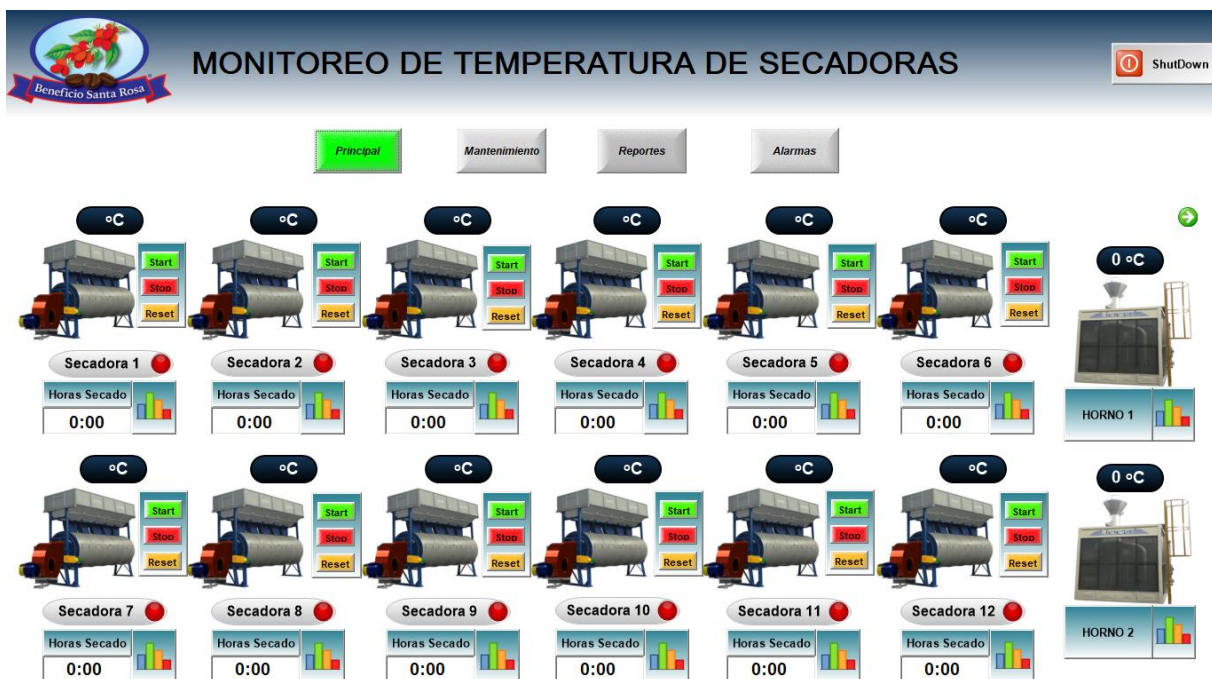 MONITOREO DE TEMPERATURA DE SECADORAS
ShutDown
Beneficio Santa Rosa
Principal Mantenimiento Reportes Alarmas
°C °C °C °C °C °C
0 °C
Start Start Start Start Start Start
Stop Stop Stop Stop Stop Stop
Reset Reset Reset Reset Reset Reset
Secadora 1 Secadora 2 Secadora 3 Secadora 4 Secadora 5 Secadora 6
Horas Secado Horas Secado Horas Secado Horas Secado Horas Secado Horas Secado
HORNO 1
0:00 0:00 0:00 0:00 0:00 0:00
°C °C °C °C °C °C
0 °C
Start Start Start Start Start Start
Stop Stop Stop Stop Stop Stop
Reset Reset Reset Reset Reset Reset
Secadora 7 Secadora 8 Secadora 9 Secadora 10 Secadora 11 Secadora 12
HORNO 2
Horas Secado Horas Secado Horas Secado Horas Secado Horas Secado Horas Secado
0:00 0:00 0:00 0:00 0:00 0:00